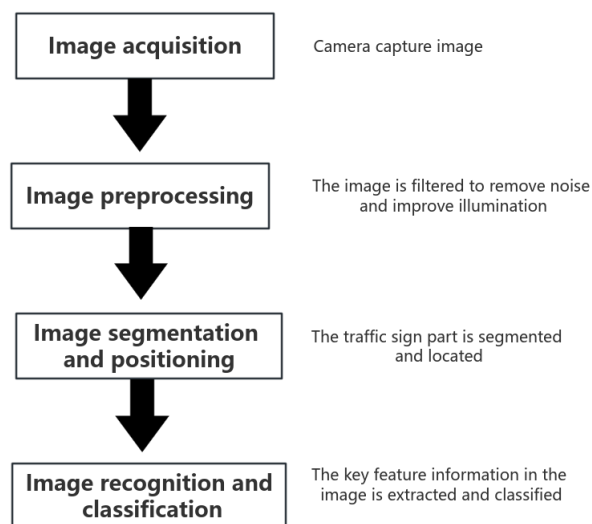 Image acquisition
Camera capture image
Image preprocessing
The image is filtered to remove noise
and improve illumination
Image segmentation
and positioning
The traffic sign part is segmented
and located
Image recognition and
classification
The key feature information in the
image is extracted and classified